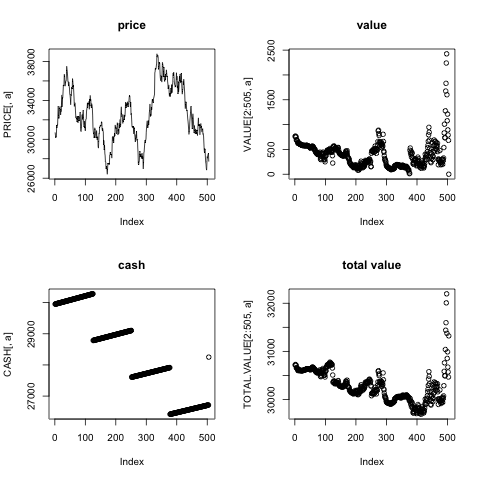 price
PRICE[, a]
26000 30000 34000 38000
0 100 200 300 400 500
Index
value
VALUE[2:505, a]
0 500 1500 2500
0 100 200 300 400 500
Index
cash
CASH[, a]
27000 29000
0 100 200 300 400 500
Index
total value
TOTAL.VALUE[2:505, a]
30000 31000 32000
0 100 200 300 400 500
Index